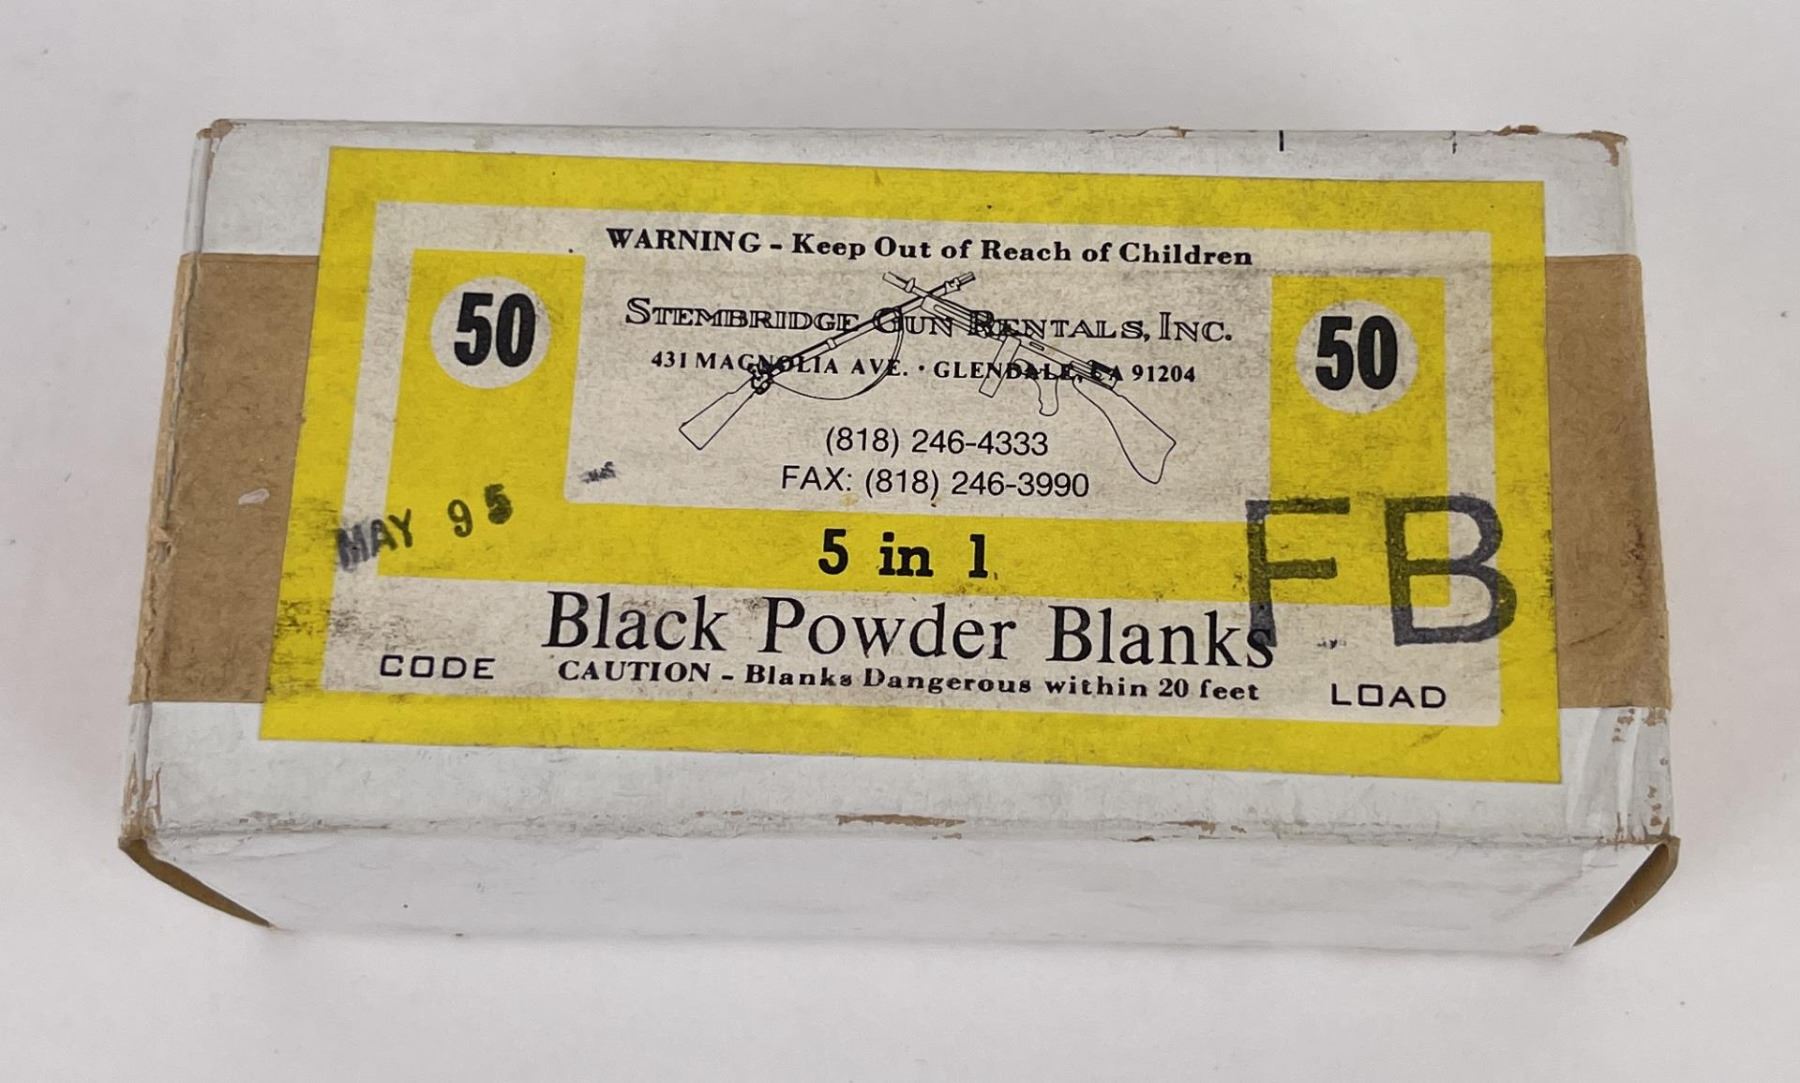 WARNING - Keep Out of Reach of Children
50
STEMBRIDGE GUN RENTALS, INC.
50
431 MAGNOLIA AVE. · GLENDALE, CA 91204
(818) 246-4333
FAX: (818) 246-3990
MAY 95
5 in 1
FB
Black Powder Blanks
CODE
CAUTION - Blanks Dangerous within 20 feet
LOAD